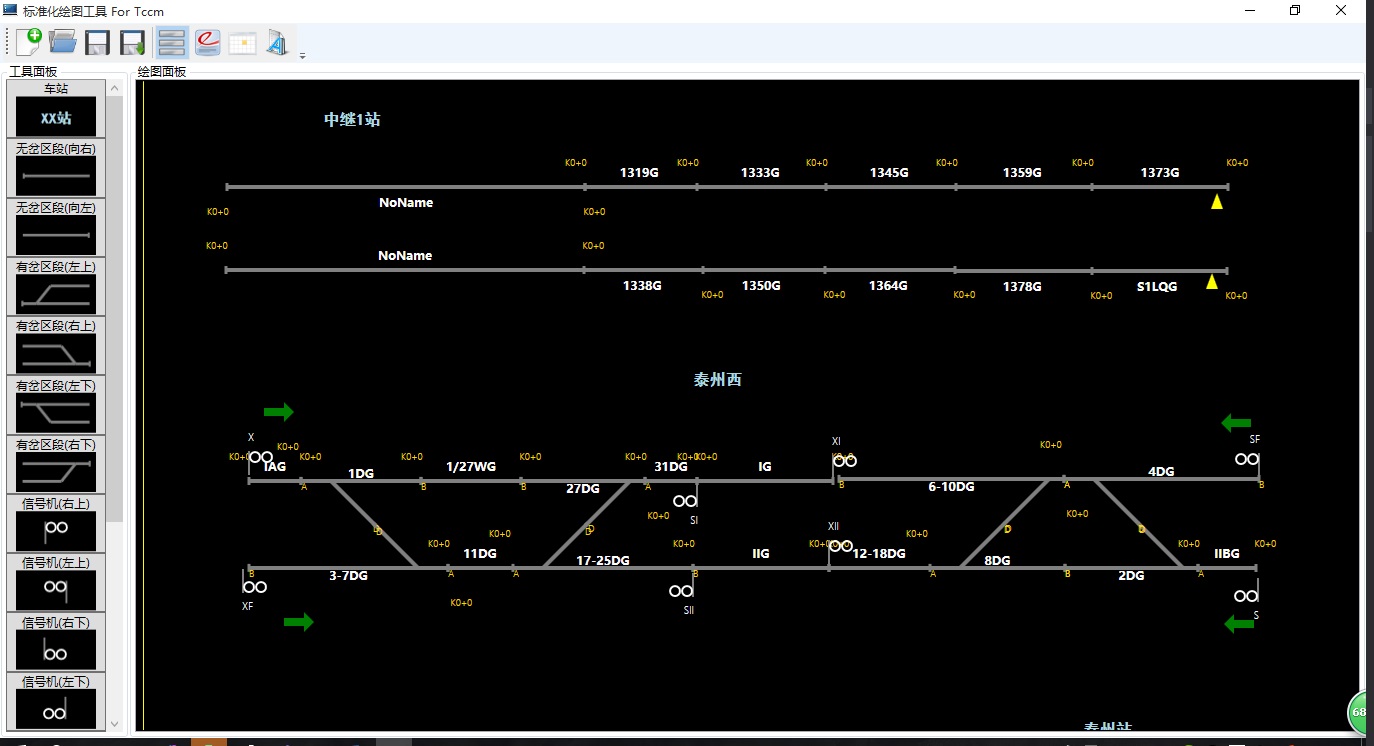 标准化绘图工具 For Tccm
工具面板
绘图面板
车站
XX站
无岔区段(向右)
无岔区段(向左)
有岔区段(左上)
有岔区段(右上)
有岔区段(左下)
有岔区段(右下)
信号机(右上)
信号机(左上)
信号机(右下)
信号机(左下)
中继1站
K0+0 K0+0 K0+0 K0+0 K0+0 K0+0
1319G 1333G 1345G 1359G 1373G
NoName
K0+0 K0+0
K0+0 K0+0
NoName
1338G 1350G 1364G 1378G S1LQG
K0+0 K0+0 K0+0 K0+0 K0+0
泰州西
X XI SF
K0+0 K0+0
K0+0 K0+0 K0+0 K0+0 K0+0 K0+0 K0+0 K0+0
IAG 1DG 1/27WG 31DG IG 4DG
A B B 27DG A B 6-10DG A B
SI K0+0 K0+0
D D D D
XII
K0+0 K0+0
K0+0 K0+0 K0+0 K0+0 K0+0 K0+0
11DG 17-25DG IIG 12-18DG 8DG IIBG
B 3-7DG A A B A B 2DG A
XF K0+0 SII S
泰州站
68